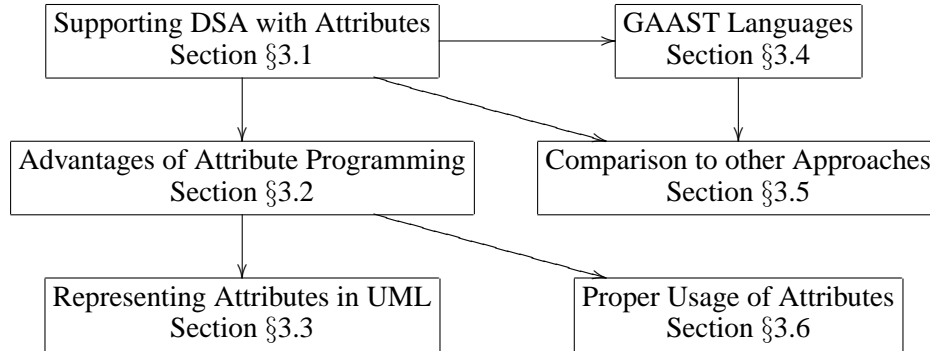 Supporting DSA with Attributes
Section §3.1
GAAST Languages
Section §3.4
Advantages of Attribute Programming
Section §3.2
Comparison to other Approaches
Section §3.5
Representing Attributes in UML
Section §3.3
Proper Usage of Attributes
Section §3.6